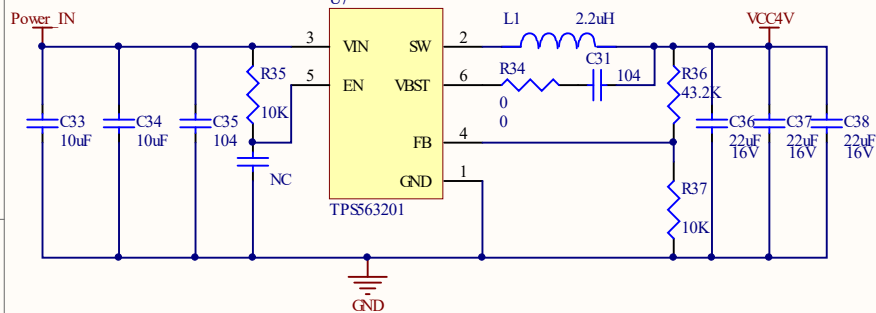 U7
Power_IN
L1 2.2uH
VCC4V
3 VIN SW 2
C31
R35
5 EN VBST 6 R34 104
R36
43.2K
10K
0
0
C33
10uF
C34
10uF
C35
104
C36
22uF
16V
C37
22uF
16V
C38
22uF
16V
FB 4
NC
GND 1
R37
TPS563201
10K
GND